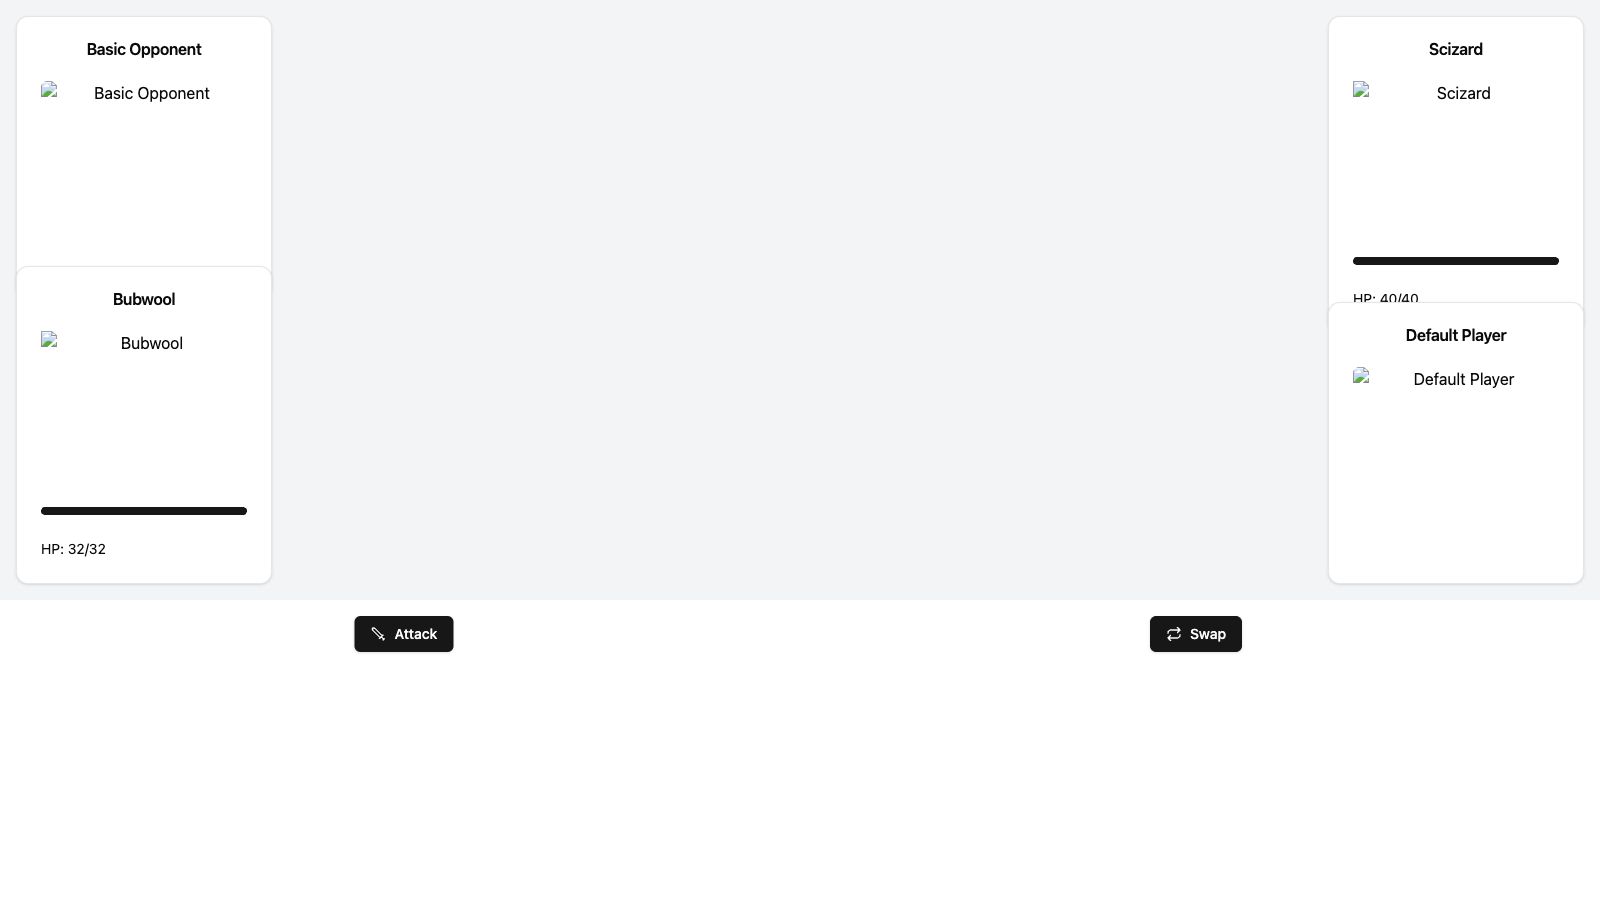 Basic Opponent
Basic Opponent
Scizard
Scizard
HP: 40/40
Bubwool
Bubwool
HP: 32/32
Default Player
Default Player
Attack
Swap